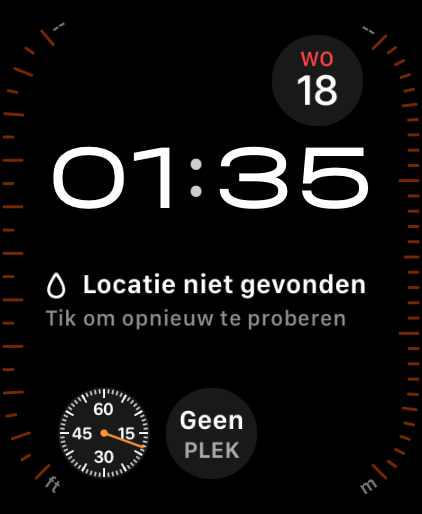 --
--
WO
18
01:35
Locatie niet gevonden
Tik om opnieuw te proberen
60
45 15
30
Geen
PLEK
ft
m